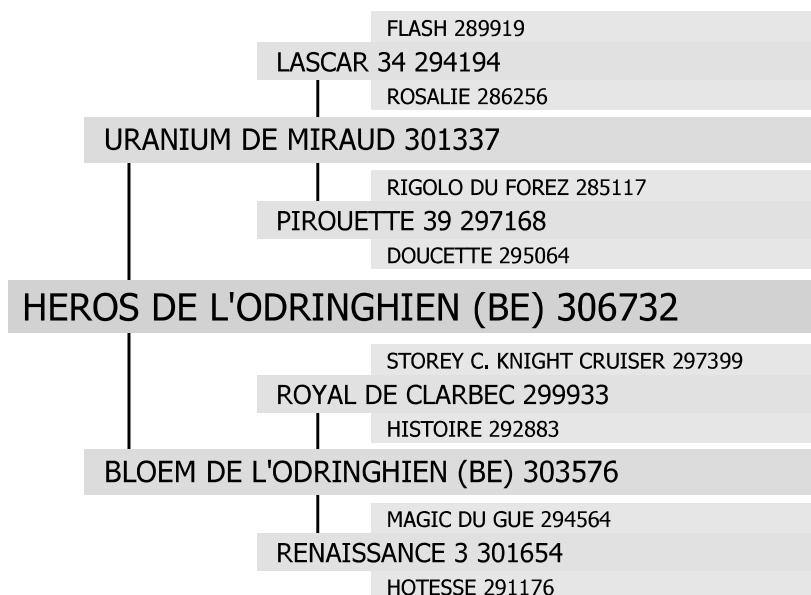 FLASH 289919
LASCAR 34 294194
ROSALIE 286256
URANIUM DE MIRAUD 301337
RIGOLO DU FOREZ 285117
PIROUETTE 39 297168
DOUCETTE 295064
HEROS DE L'ODRINGHIEN (BE) 306732
STOREY C. KNIGHT CRUISER 297399
ROYAL DE CLARBEC 299933
HISTOIRE 292883
BLOEM DE L'ODRINGHIEN (BE) 303576
MAGIC DU GUE 294564
RENAISSANCE 3 301654
HOTESSE 291176